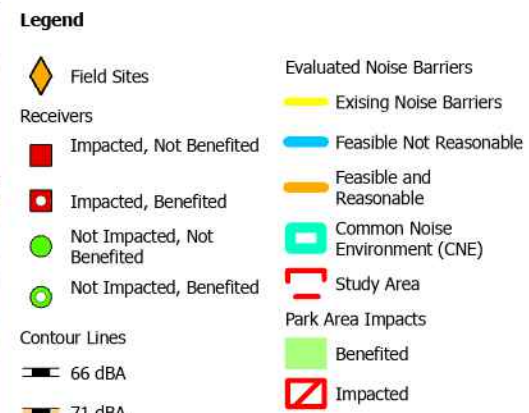 Legend
Field Sites
Receivers
Impacted, Not Benefited
Impacted, Benefited
Not Impacted, Not
Benefited
Not Impacted, Benefited
Contour Lines
66 dBA
71 dBA
Evaluated Noise Barriers
Exising Noise Barriers
Feasible Not Reasonable
Feasible and
Reasonable
Common Noise
Environment (CNE)
Study Area
Park Area Impacts
Benefited
Impacted